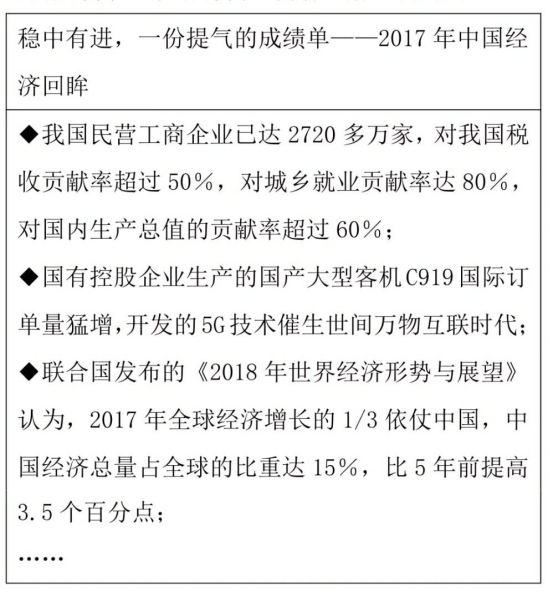 稳中有进，一份提气的成绩单——2017 年中国经
济回眸
◆我国民营工商企业已达 2720 多万家，对我国税
收贡献率超过 50%，对城乡就业贡献率达 80%，
对国内生产总值的贡献率超过 60%；
◆国有控股企业生产的国产大型客机 C919 国际订
单量猛增，开发的 5G 技术催生世间万物互联时代；
◆联合国发布的《2018 年世界经济形势与展望》
认为，2017 年全球经济增长的 1/3 依仗中国，中
国经济总量占全球的比重达 15%，比 5 年前提高
3.5 个百分点；
……